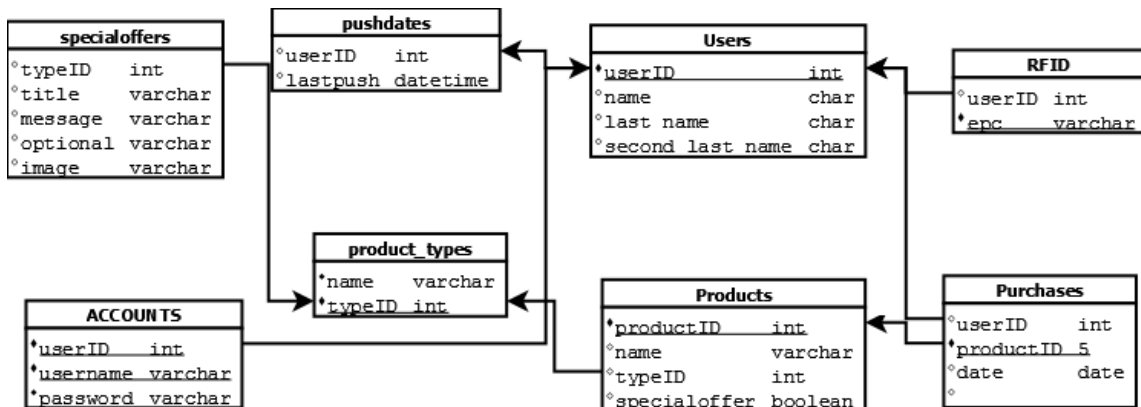 specialoffers
typeID int
title varchar
message varchar
optional varchar
image varchar
pushdates
userID int
lastpush datetime
Users
userID int
name char
last name char
second last name char
RFID
userID int
epc varchar
product_types
name varchar
typeID int
ACCOUNTS
userID int
username varchar
password varchar
Products
productID int
name varchar
typeID int
specialoffer boolean
Purchases
userID int
productID 5
date date